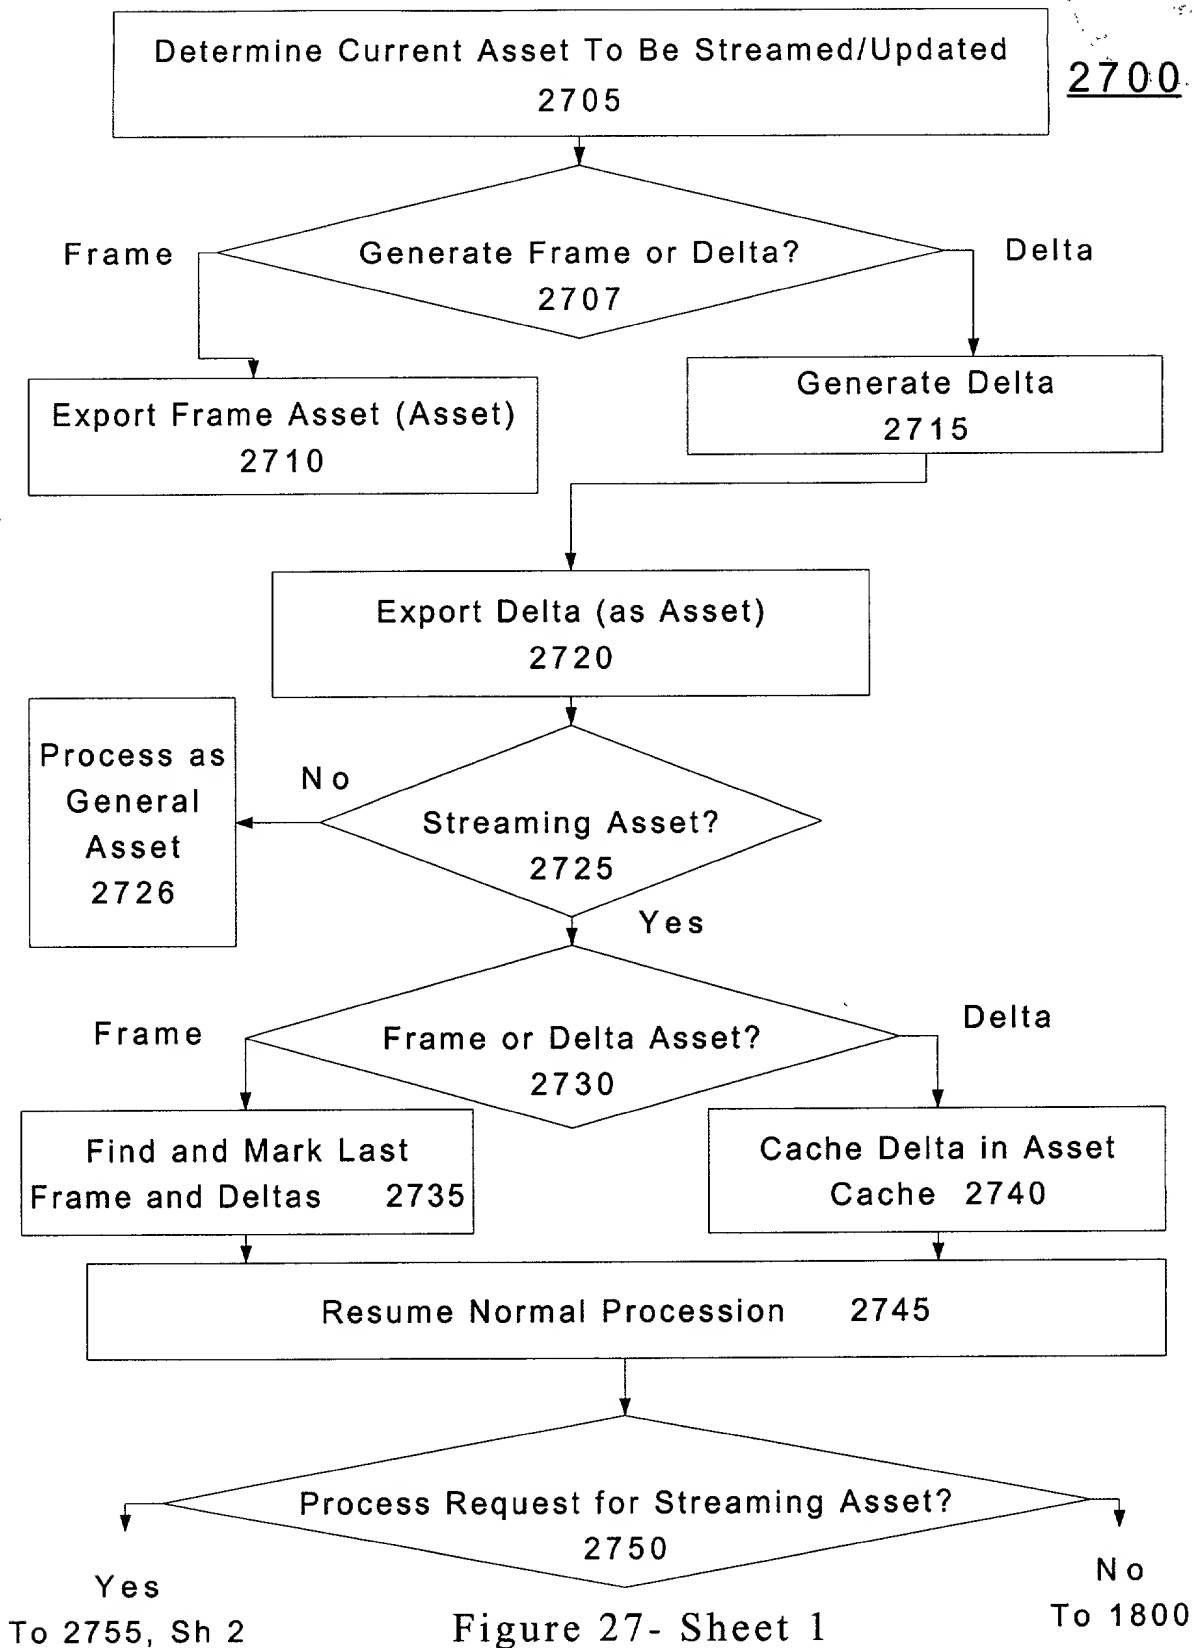 Determine Current Asset To Be Streamed/Updated
2705
2700
Generate Frame or Delta?
2707
Frame
Delta
Export Frame Asset (Asset)
2710
Generate Delta
2715
Export Delta (as Asset)
2720
Process as
General
Asset
2726
No
Streaming Asset?
2725
Yes
Frame
Frame or Delta Asset?
2730
Delta
Find and Mark Last
Frame and Deltas 2735
Cache Delta in Asset
Cache 2740
Resume Normal Procession 2745
Process Request for Streaming Asset?
2750
Yes
To 2755, Sh 2
No
To 1800
Figure 27- Sheet 1